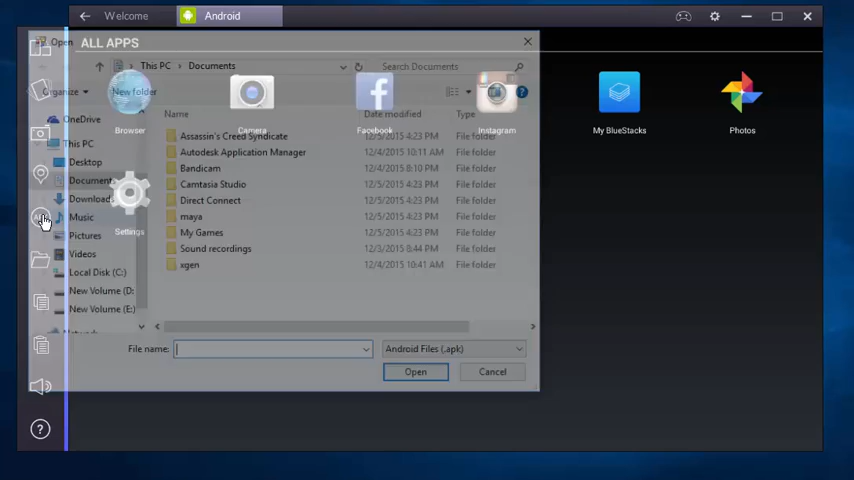 Welcome
Android
Open
ALL APPS
This PC
Documents
Search Documents
Organize
New folder
Name
Date modified
Type
Browser
Camera
Facebook
Instagram
My BlueStacks
Photos
Settings
OneDrive
This PC
Desktop
Document
Download
Music
Pictures
Videos
Local Disk (C:)
New Volume (D:
New Volume (E:)
Assassin's Creed Syndicate 12/5/2015 4:23 PM File folder
Autodesk Application Manager 12/4/2015 10:11 AM File folder
Bandicam 12/4/2015 8:10 PM File folder
Camtasia Studio 12/5/2015 4:23 PM File folder
Direct Connect 12/5/2015 4:23 PM File folder
maya 12/5/2015 4:23 PM File folder
My Games 12/5/2015 4:23 PM File folder
Sound recordings 12/3/2015 8:44 PM File folder
xgen 12/4/2015 10:41 AM File folder
File name:
Android Files (.apk)
Open
Cancel